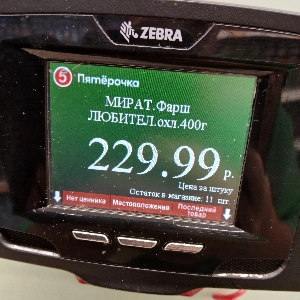 ZEBRA
5 Пятёрочка
МИРАТ.Фарш
ЛЮБИТЕЛ.охл.400г
229.99 р.
Цена за штуку
Остаток в магазине: 11 шт.
Нет ценника Местоположение Последний товар